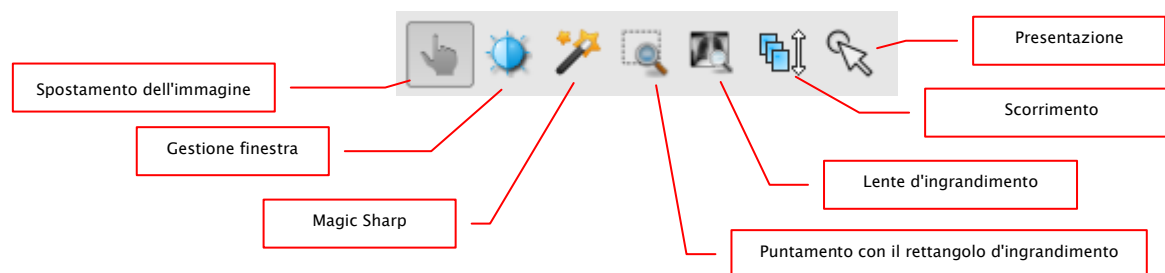 Presentazione
Spostamento dell'immagine
Scorrimento
Gestione finestra
Lente d'ingrandimento
Magic Sharp
Puntamento con il rettangolo d'ingrandimento